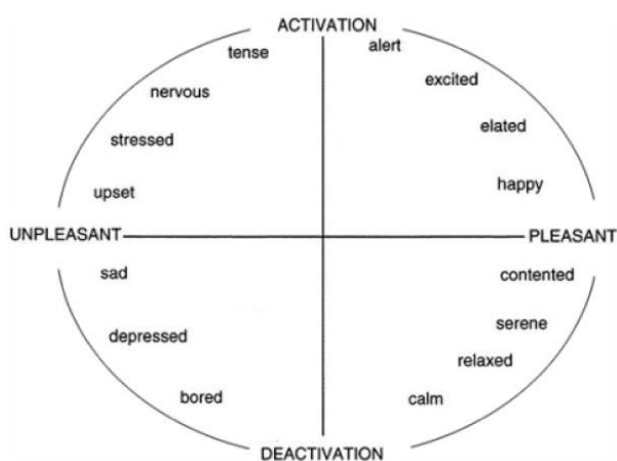 ACTIVATION
tense
alert
excited
nervous
elated
stressed
happy
upset
UNPLEASANT
PLEASANT
sad
contented
serene
depressed
relaxed
bored
calm
DEACTIVATION